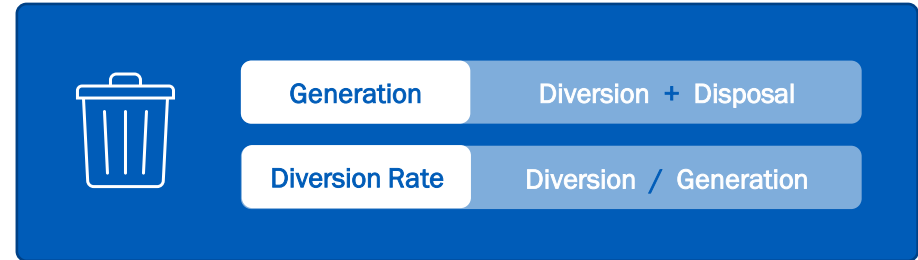 Generation Diversion + Disposal
Diversion Rate Diversion / Generation